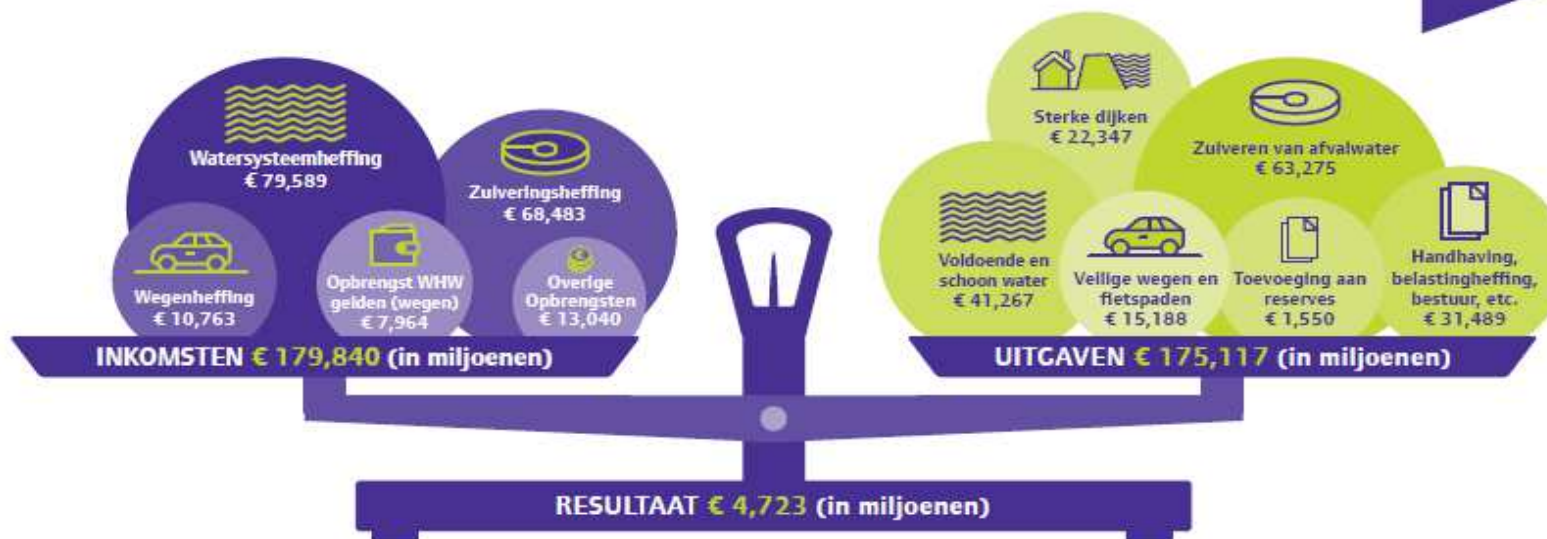 Watersysteemheffing
€ 79,589
Zuiveringsheffing
€ 68,483
Wegenheffing
€ 10,763
Opbrengst WHW
gelden (wegen)
€ 7,964
Overige
Opbrengsten
€ 13,040
INKOMSTEN € 179,840 (in miljoenen)
Sterke dijken
€ 22,347
Zuiveren van afvalwater
€ 63,275
Voldoende en
schoon water
€ 41,267
Veilige wegen en
fietspaden
€ 15,188
Toevoeging aan
reserves
€ 1,550
Handhaving,
belastingheffing,
bestuur, etc.
€ 31,489
UITGAVEN € 175,117 (in miljoenen)
RESULTAAT € 4,723 (in miljoenen)